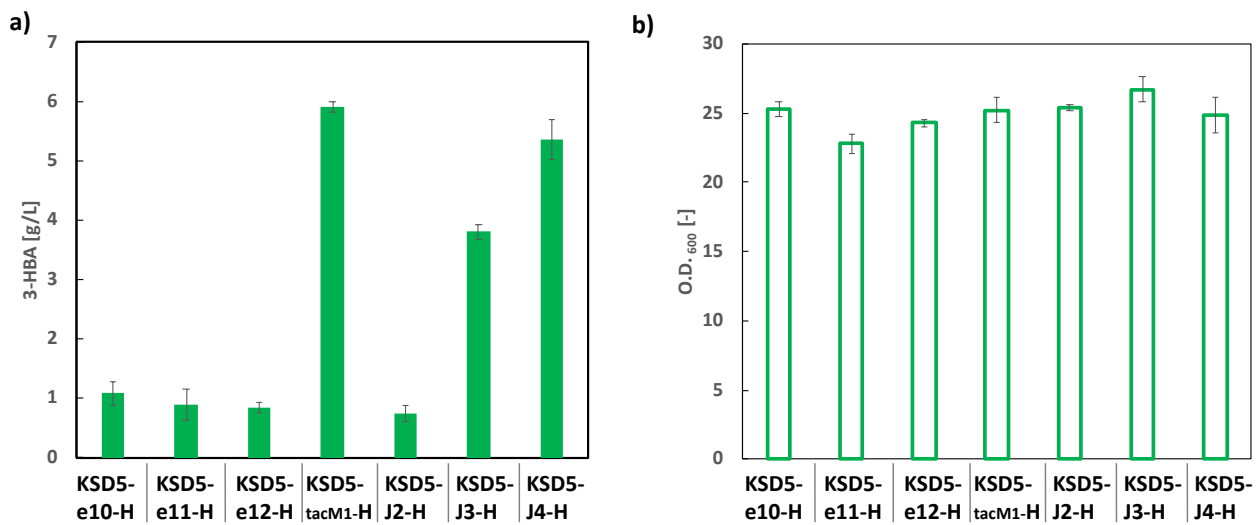 a)
7
6
5
4
3
2
1
0
3-HBA [g/L]
KSD5- KSD5- KSD5- KSD5- KSD5- KSD5- KSD5-
e10-H e11-H e12-H tacM1-H J2-H J3-H J4-H
b)
30
25
20
15
10
5
0
O.D. 600 [-]
KSD5- KSD5- KSD5- KSD5- KSD5- KSD5- KSD5-
e10-H e11-H e12-H tacM1-H J2-H J3-H J4-H